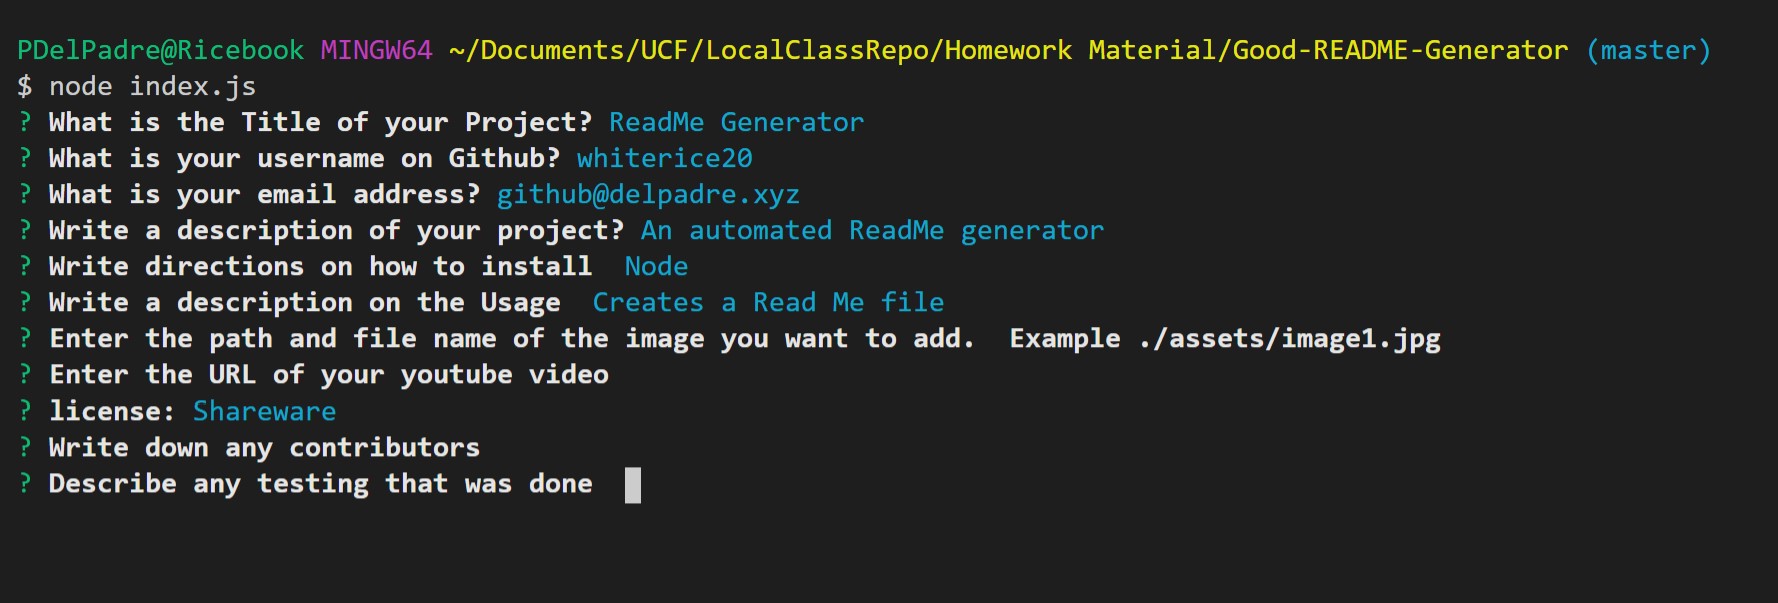 PDelPadre@Ricebook MINGW64 ~/Documents/UCF/LocalClassRepo/Homework Material/Good-README-Generator (master)
$ node index.js
? What is the Title of your Project? ReadMe Generator
? What is your username on Github? whiterice20
? What is your email address? github@delpadre.xyz
? Write a description of your project? An automated ReadMe generator
? Write directions on how to install  Node
? Write a description on the Usage  Creates a Read Me file
? Enter the path and file name of the image you want to add.  Example ./assets/image1.jpg
? Enter the URL of your youtube video
? license: Shareware
? Write down any contributors
? Describe any testing that was done